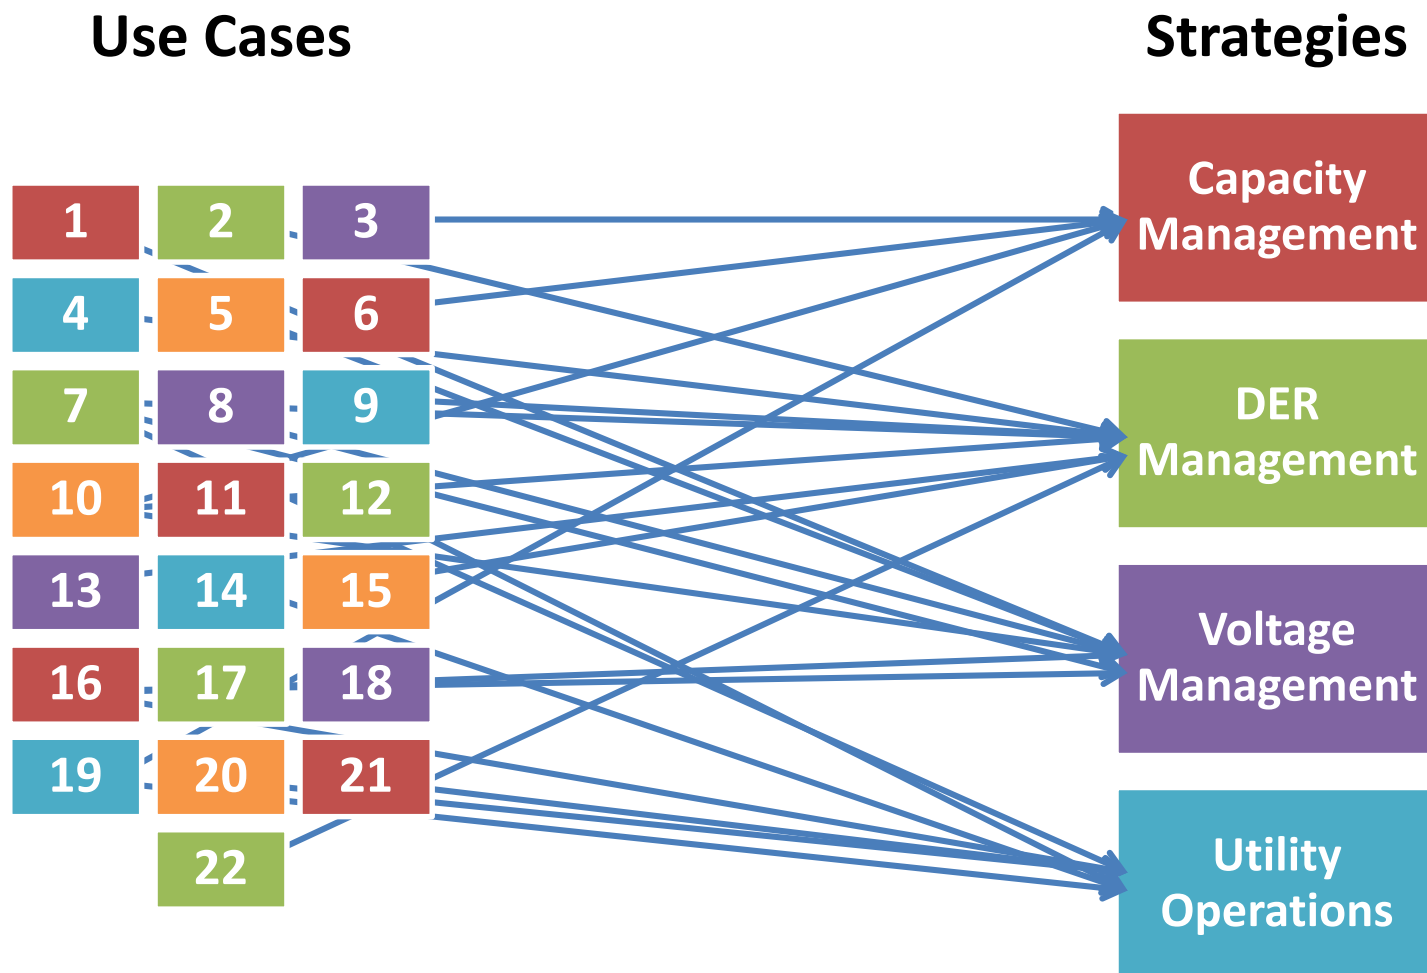 Use Cases
Strategies
1 2 3
4 5 6
7 8 9
10 11 12
13 14 15
16 17 18
19 20 21
22
Capacity
Management
DER
Management
Voltage
Management
Utility
Operations